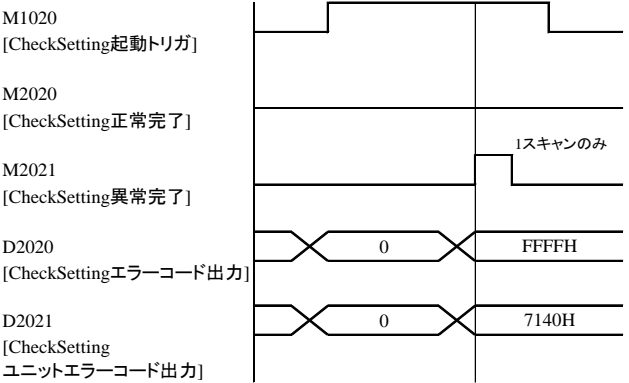 M1020
[CheckSetting起動トリガ]
M2020
[CheckSetting正常完了]
1スキャンのみ
M2021
[CheckSetting異常完了]
D2020
0
FFFFH
[CheckSettingエラーコード出力]
D2021
0
7140H
[CheckSetting
ユニットエラーコード出力]